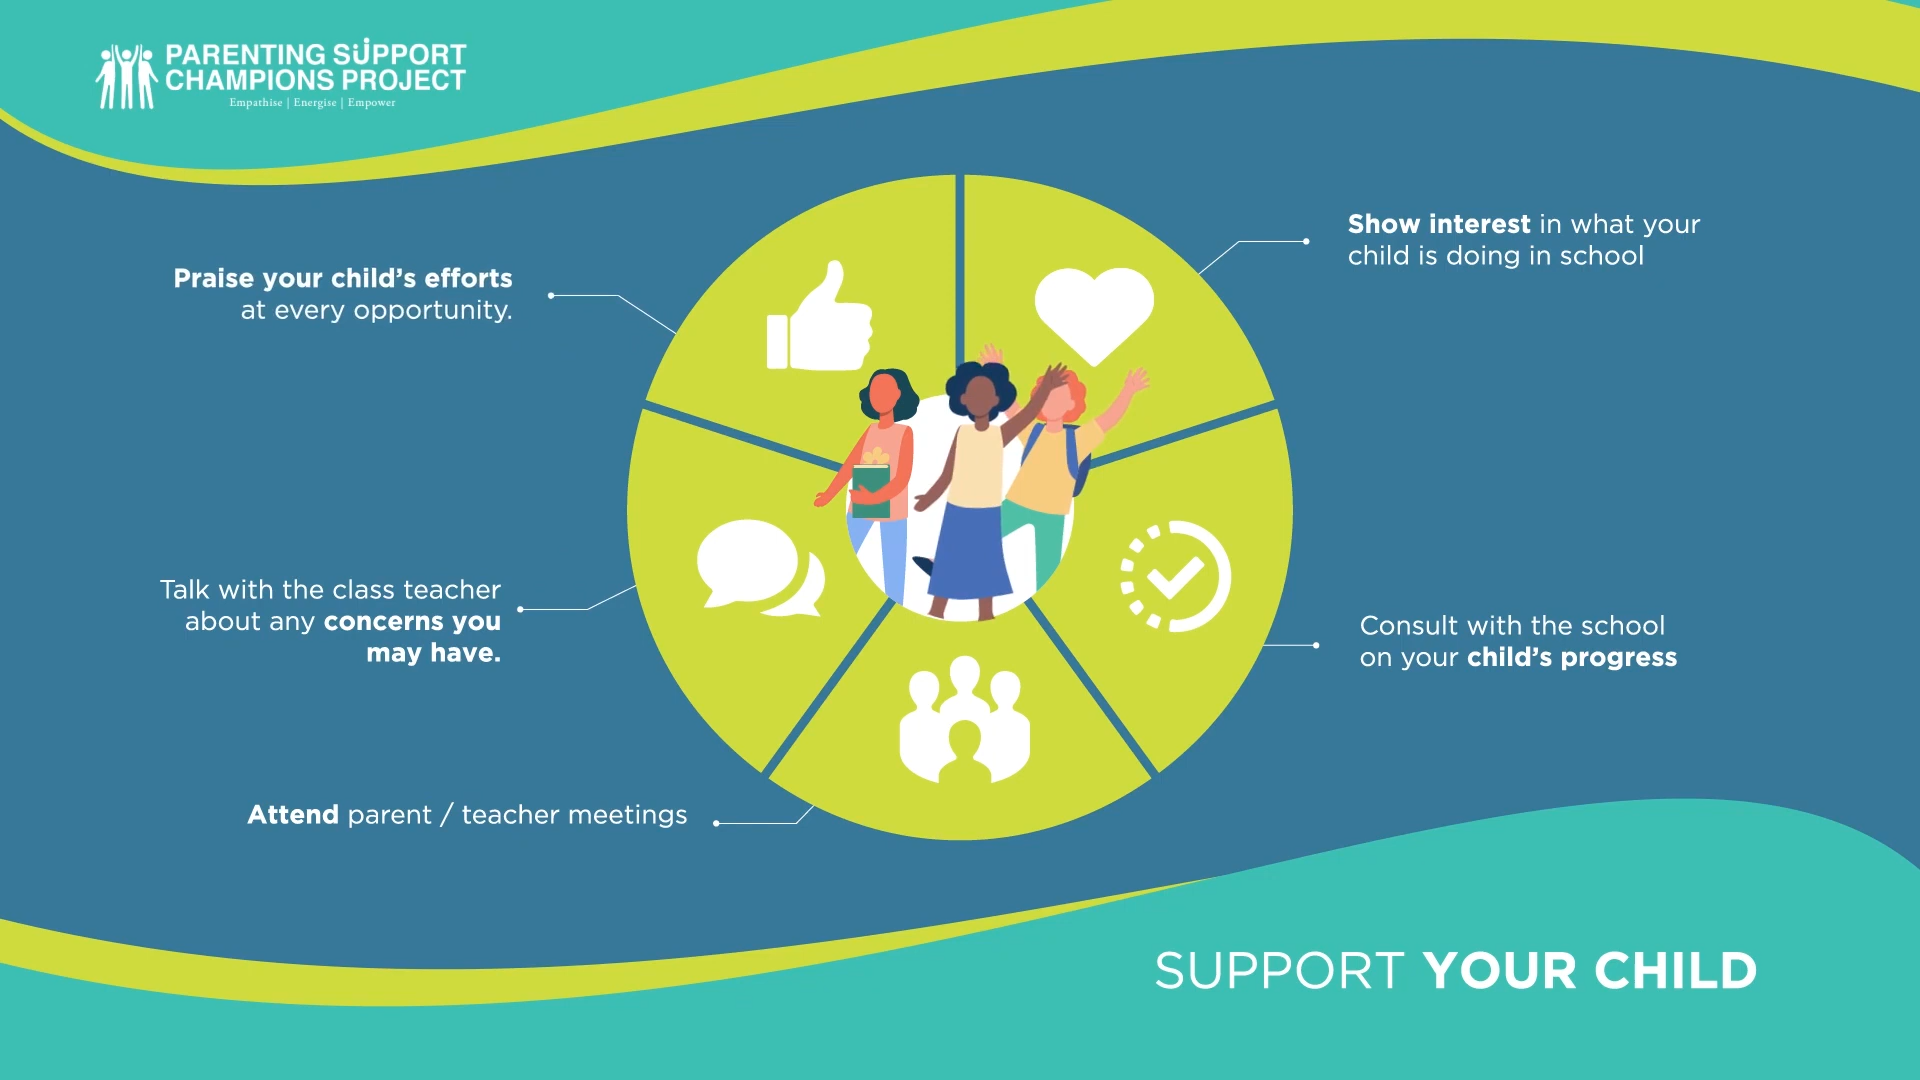 PARENTING SUPPORT
CHAMPIONS PROJECT
Empathise | Energise | Empower
Show interest in what your
child is doing in school
Praise your child's efforts
at every opportunity.
Talk with the class teacher
about any concerns you
may have.
Consult with the school
on your child's progress
Attend parent / teacher meetings
SUPPORT YOUR CHILD